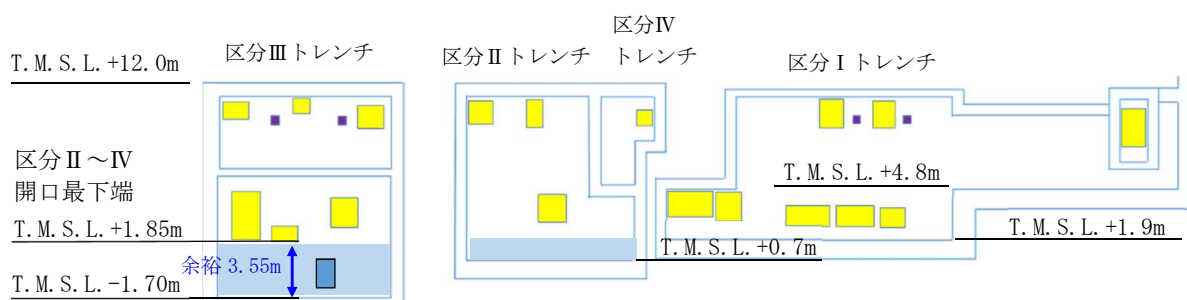 区分Ⅳ
区分Ⅲトレンチ
区分Ⅱトレンチ
トレンチ
区分Ⅰトレンチ
T.M.S.L.+12.0m
区分Ⅱ~Ⅳ
開口最下端
T.M.S.L.+4.8m
T.M.S.L.+1.85m
T.M.S.L.+1.9m
T.M.S.L.+0.7m
余裕 3.55m
T.M.S.L.-1.70m